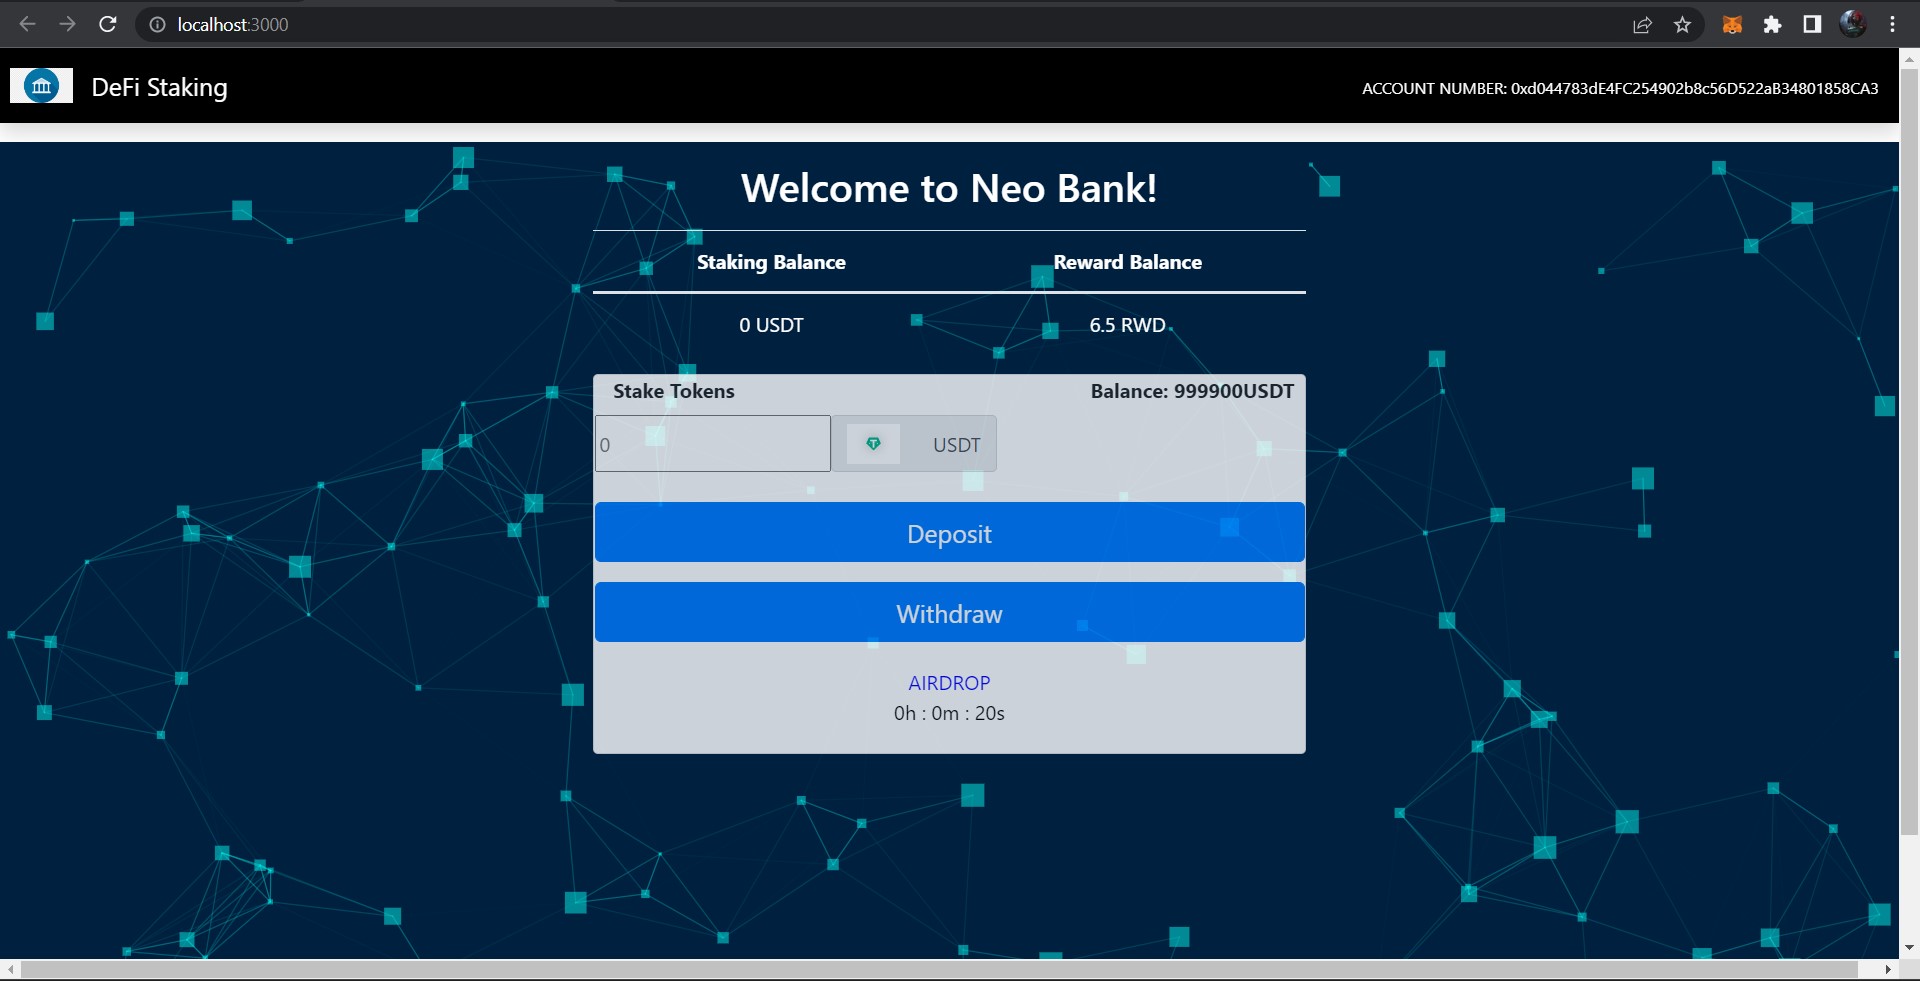 localhost:3000
DeFi Staking
ACCOUNT NUMBER: 0xd044783dE4FC254902b8c56D522aB34801858CA3
Welcome to Neo Bank!
Staking Balance Reward Balance
0 USDT 6.5 RWD
Stake Tokens Balance: 999900USDT
0 USDT
Deposit
Withdraw
AIRDROP
0h : 0m : 20s